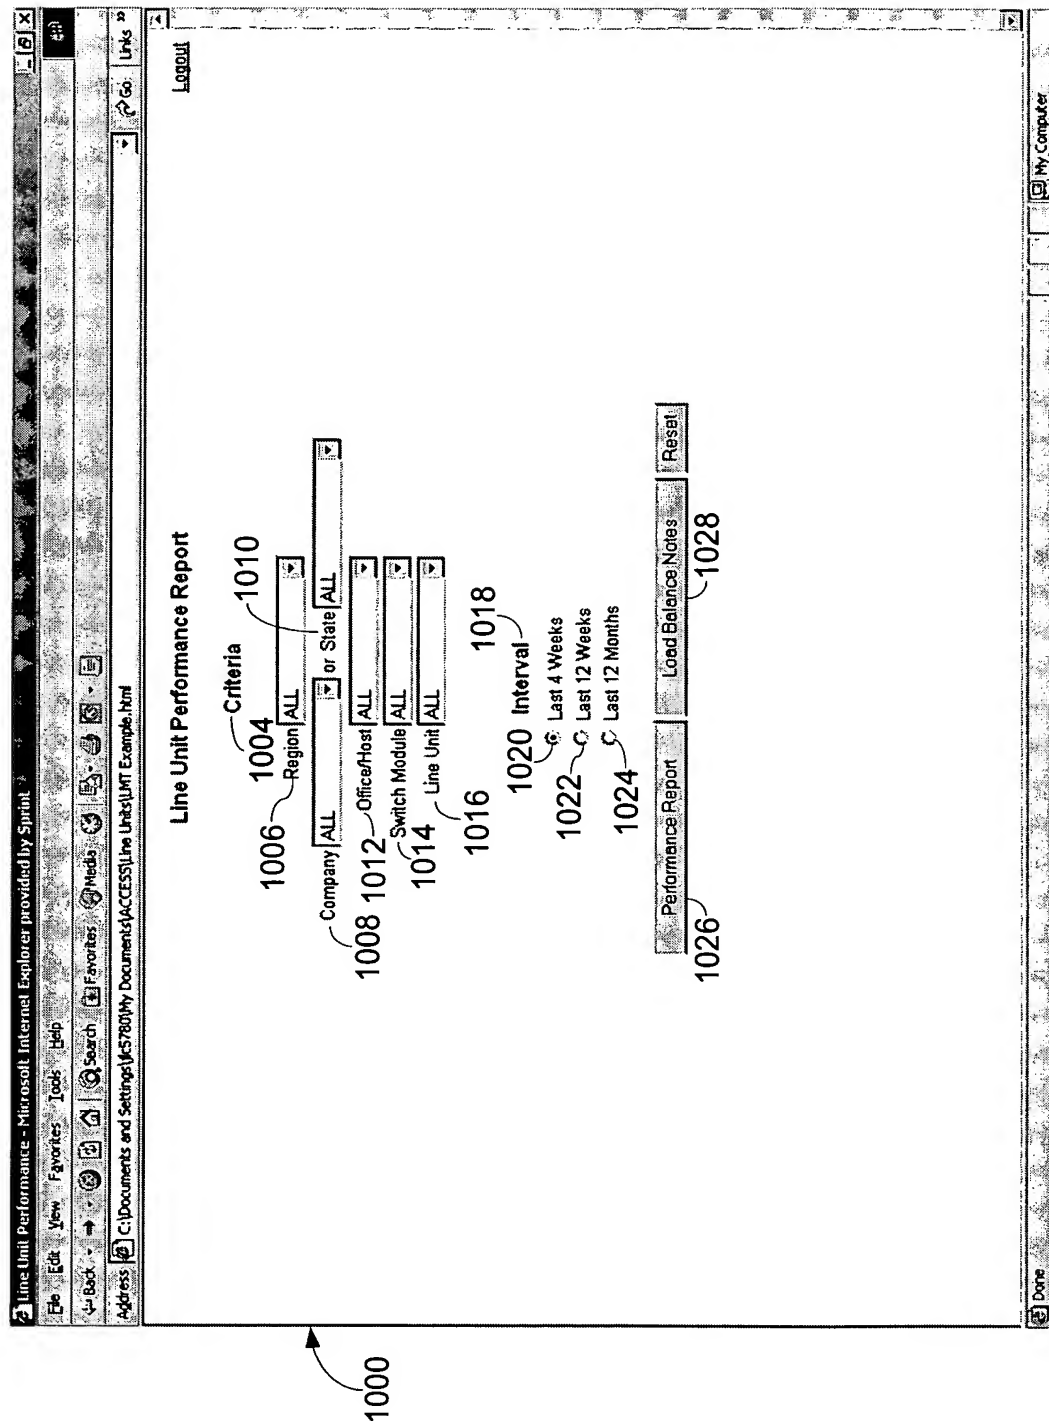 Line Unit Performance - Microsoft Internet Explorer provided by Sprint
File Edit View Favorites Tools Help
Back Search Favorites Media
Address C:\Documents and Settings\jlc5780\My Documents\ACCESS\Line Units\LMT Example.html Go Links »
Logout
Line Unit Performance Report
Criteria
1004
1006 Region ALL
1010
Company ALL or State ALL
1008
1012 Office/Host ALL
Switch Module ALL
1014
Line Unit ALL
1016
1018
1020 Interval
Last 4 Weeks
1022 Last 12 Weeks
Last 12 Months
1024
Performance Report Load Balance Notes Reset
1026 1028
Done My Computer
1000